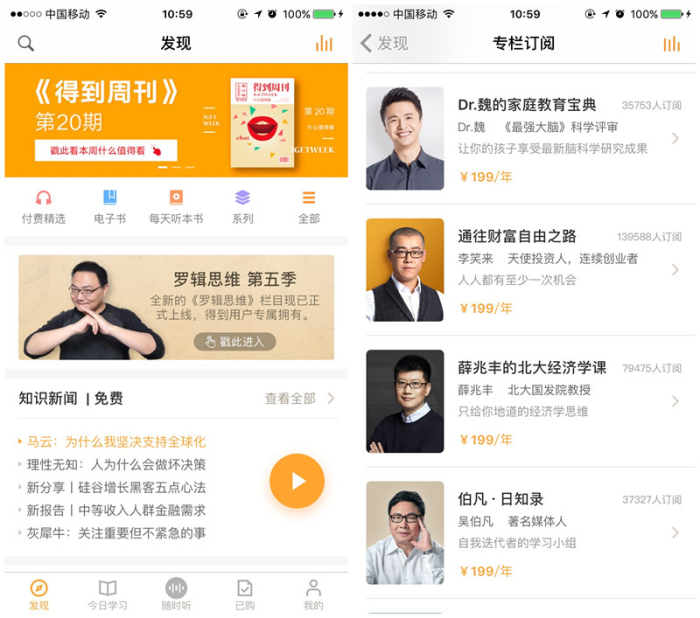 中国移动 10:59 100%
发现
《得到周刊》
第20期
戳此看本周什么值得看
IGET
WEEK
得到周刊
chat
第20期
什么值得看
IGETWEEK
付费精选 电子书 每天听本书 系列 全部
罗辑思维 第五季
全新的《罗辑思维》栏目现已正
式上线，得到用户专属拥有。
戳此进入
知识新闻 | 免费 查看全部
马云：为什么我坚决支持全球化
理性无知：人为什么会做坏决策
新分享丨硅谷增长黑客五点心法
新报告丨中等收入人群金融需求
灰犀牛：关注重要但不紧急的事
发现 今日学习 随时听 已购 我的
中国移动 10:59 100%
发现 专栏订阅
Dr.魏的家庭教育宝典 35753人订阅
Dr.魏 《最强大脑》科学评审
让你的孩子享受最新脑科学研究成果
￥199/年
通往财富自由之路 139588人订阅
李笑来 天使投资人，连续创业者
人人都有至少一次机会
￥199/年
薛兆丰的北大经济学课 79475人订阅
薛兆丰 北大国发院教授
只给你地道的经济学思维
￥199/年
伯凡·日知录 37327人订阅
吴伯凡 著名媒体人
自我迭代者的学习小组
￥199/年